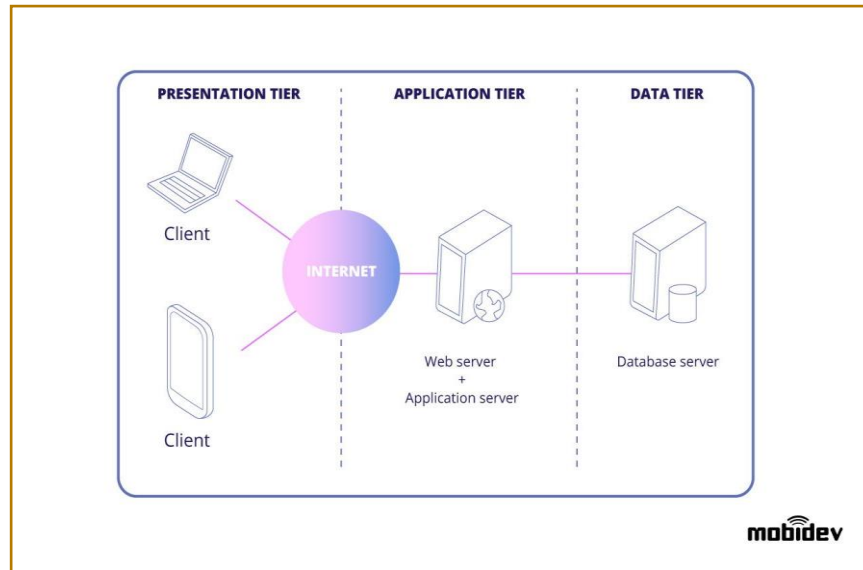 PRESENTATION TIER
APPLICATION TIER
DATA TIER
Client
INTERNET
Client
Web server
+
Application server
Database server
mobidev